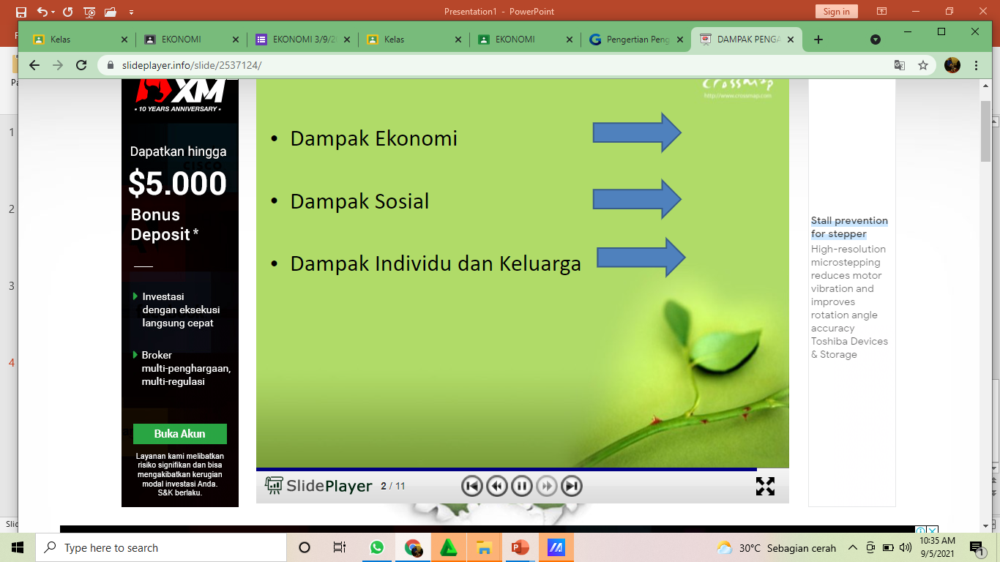 Presentation1 - PowerPoint
Sign in
Kelas
EKONOMI
EKONOMI 3/9/20
Kelas
EKONOMI
Pengertian Peng
DAMPAK PENGA
slideplayer.info/slide/2537124/
XM
10 YEARS ANNIVERSARY
Dapatkan hingga
$5.000
Bonus
Deposit*
Investasi
dengan eksekusi
langsung cepat
Broker
multi-penghargaan,
multi-regulasi
Buka Akun
Layanan kami melibatkan
risiko signifikan dan bisa
mengakibatkan kerugian
modal investasi Anda.
S&K berlaku.
crossmap
http://www.crossmap.com
• Dampak Ekonomi
• Dampak Sosial
• Dampak Individu dan Keluarga
SlidePlayer 2 / 11
Stall prevention
for stepper
High-resolution
microstepping
reduces motor
vibration and
improves
rotation angle
accuracy
Toshiba Devices
& Storage
1
2
3
4
Type here to search
30°C Sebagian cerah
10:35 AM
9/5/2021
1